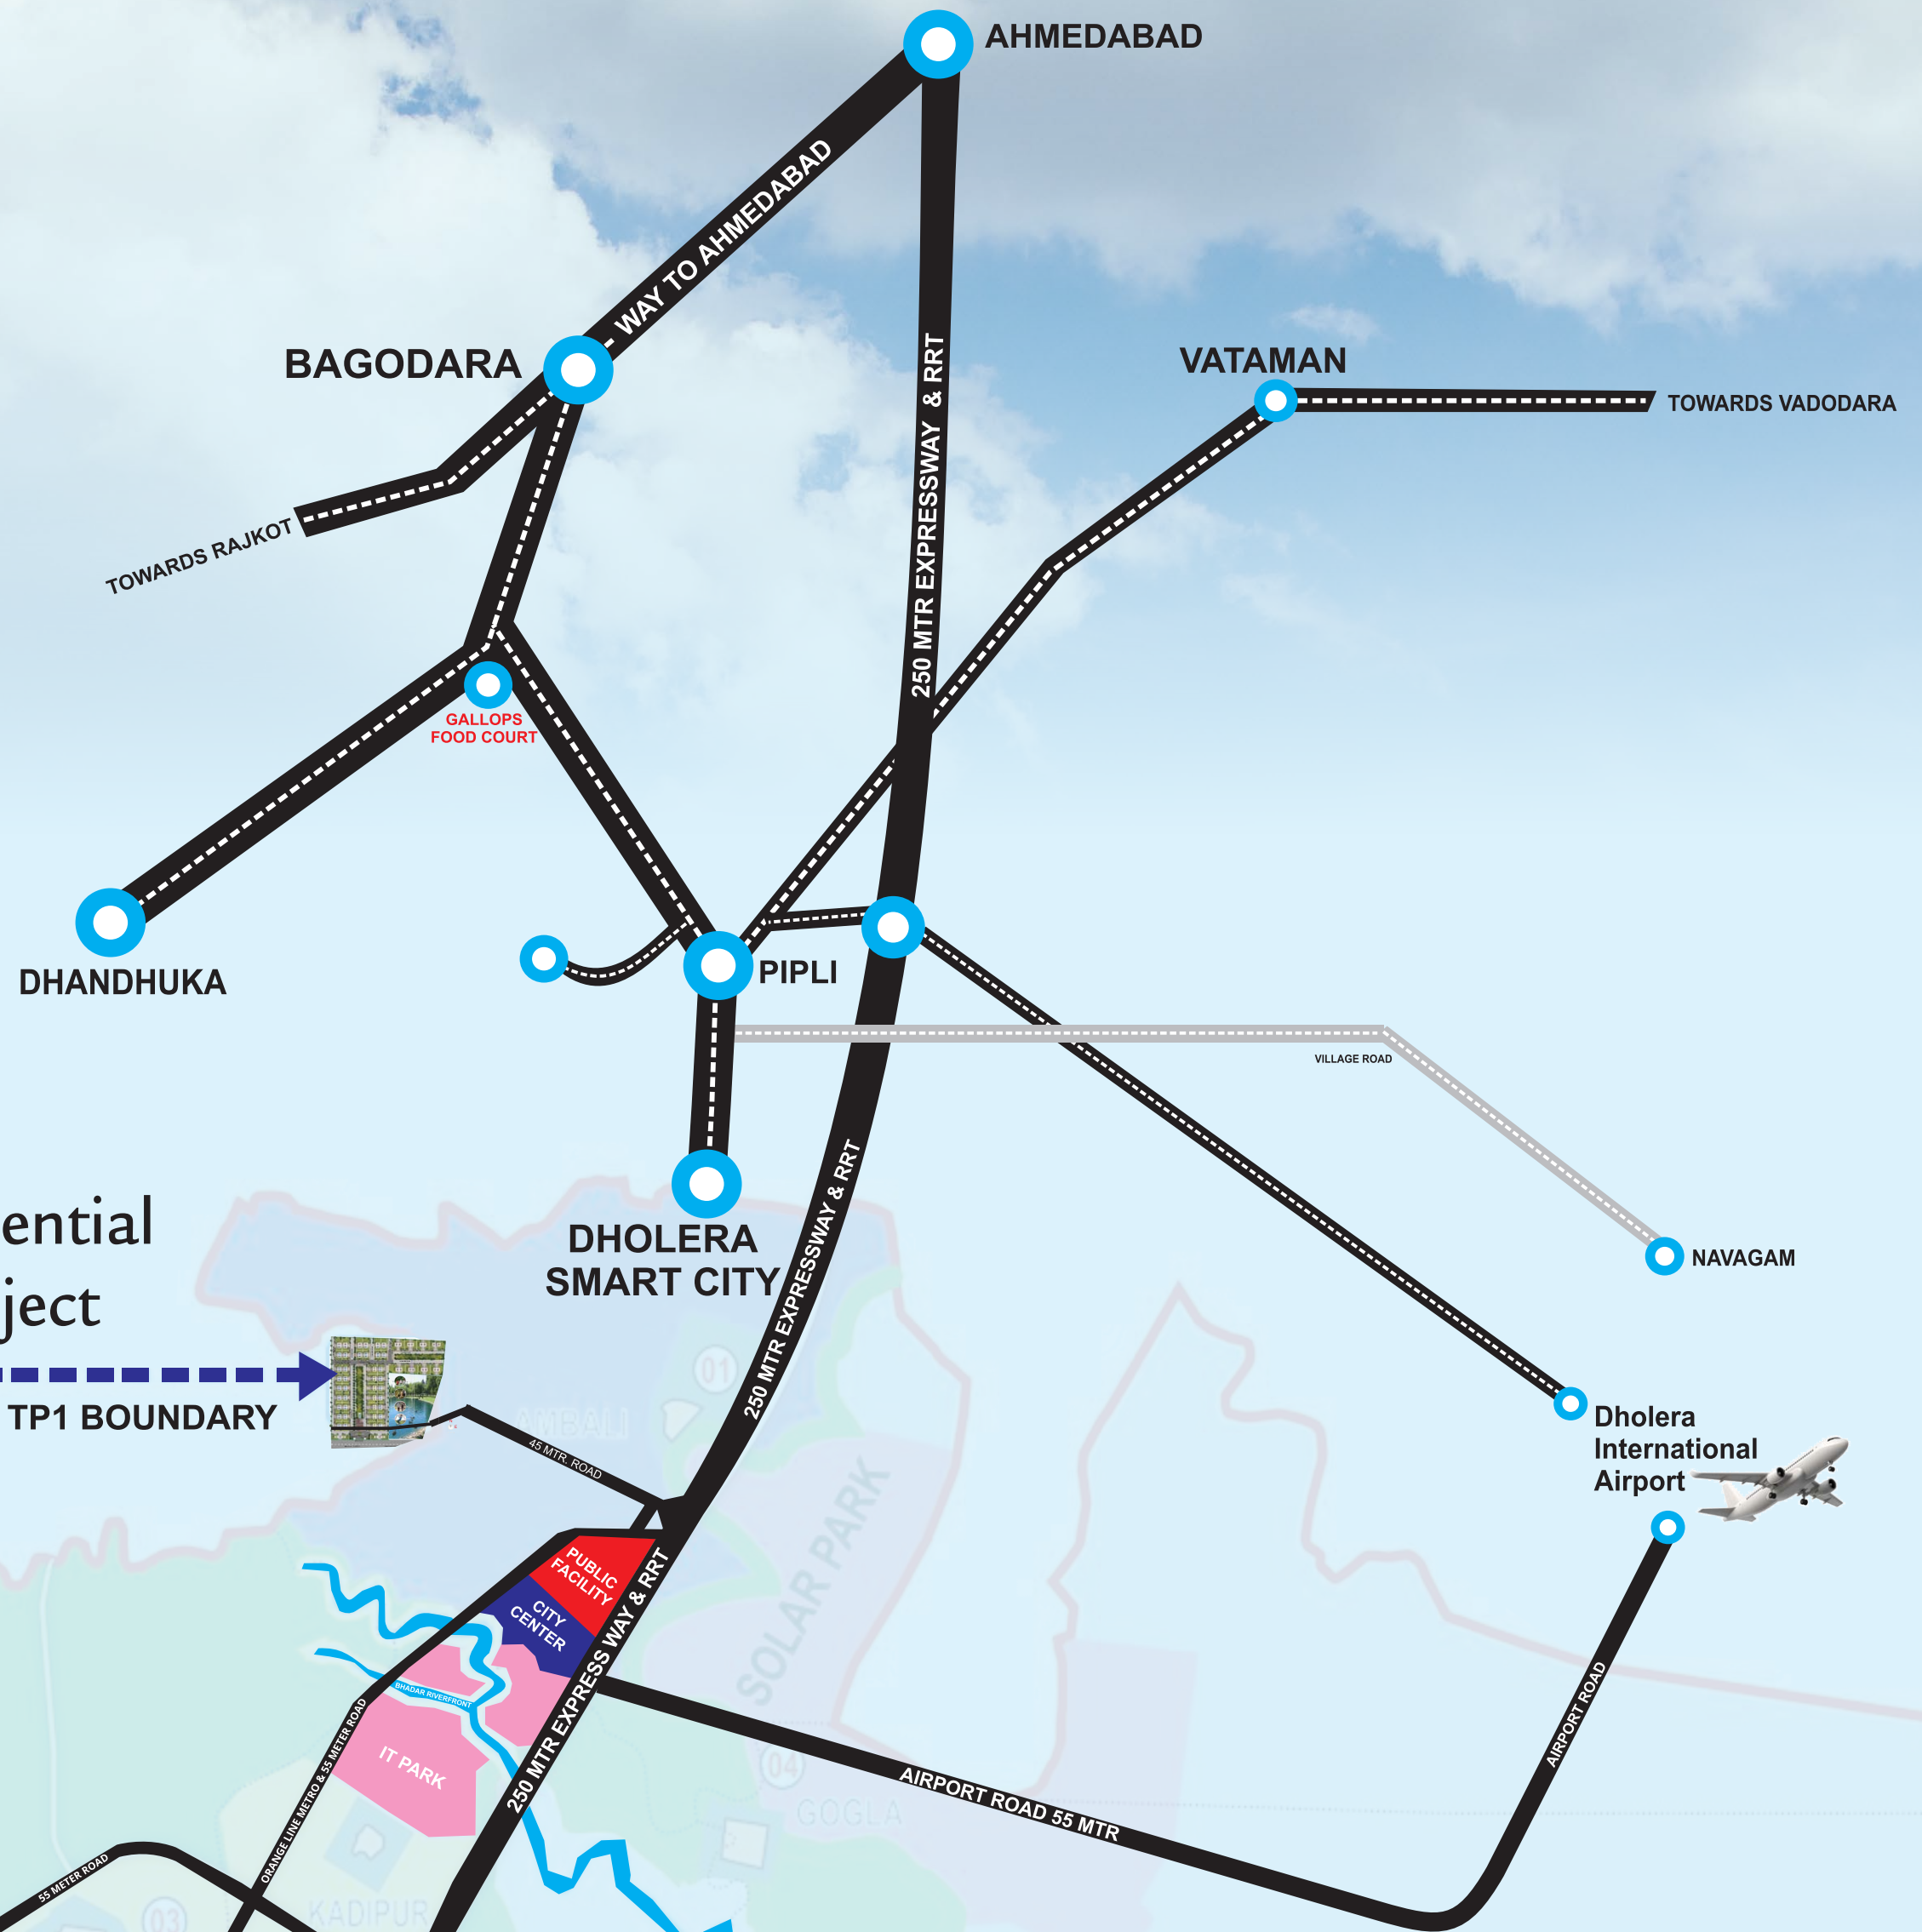 AHMEDABAD
WAY TO AHMEDABAD
BAGODARA
250 MTR EXPRESSWAY & RRT
VATAMAN
TOWARDS VADODARA
TOWARDS RAJKOT
GALLOPS
FOOD COURT
DHANDHUKA
PIPLI
VILLAGE ROAD
NAVAGAM
DHOLERA
SMART CITY
250 MTR EXPRESSWAY & RRT
ential
ject
TP1 BOUNDARY
01
AMBALI
45 MTR. ROAD
Dholera
International
Airport
SOLAR PARK
PUBLIC
FACILITY
CITY
CENTER
250 MTR EXPRESS WAY & RRT
BHADAR RIVERFRONT
IT PARK
ORANGE LINE METRO & 55 METER ROAD
AIRPORT ROAD
AIRPORT ROAD 55 MTR
04
GOGLA
55 METER ROAD
03
KADIPUR